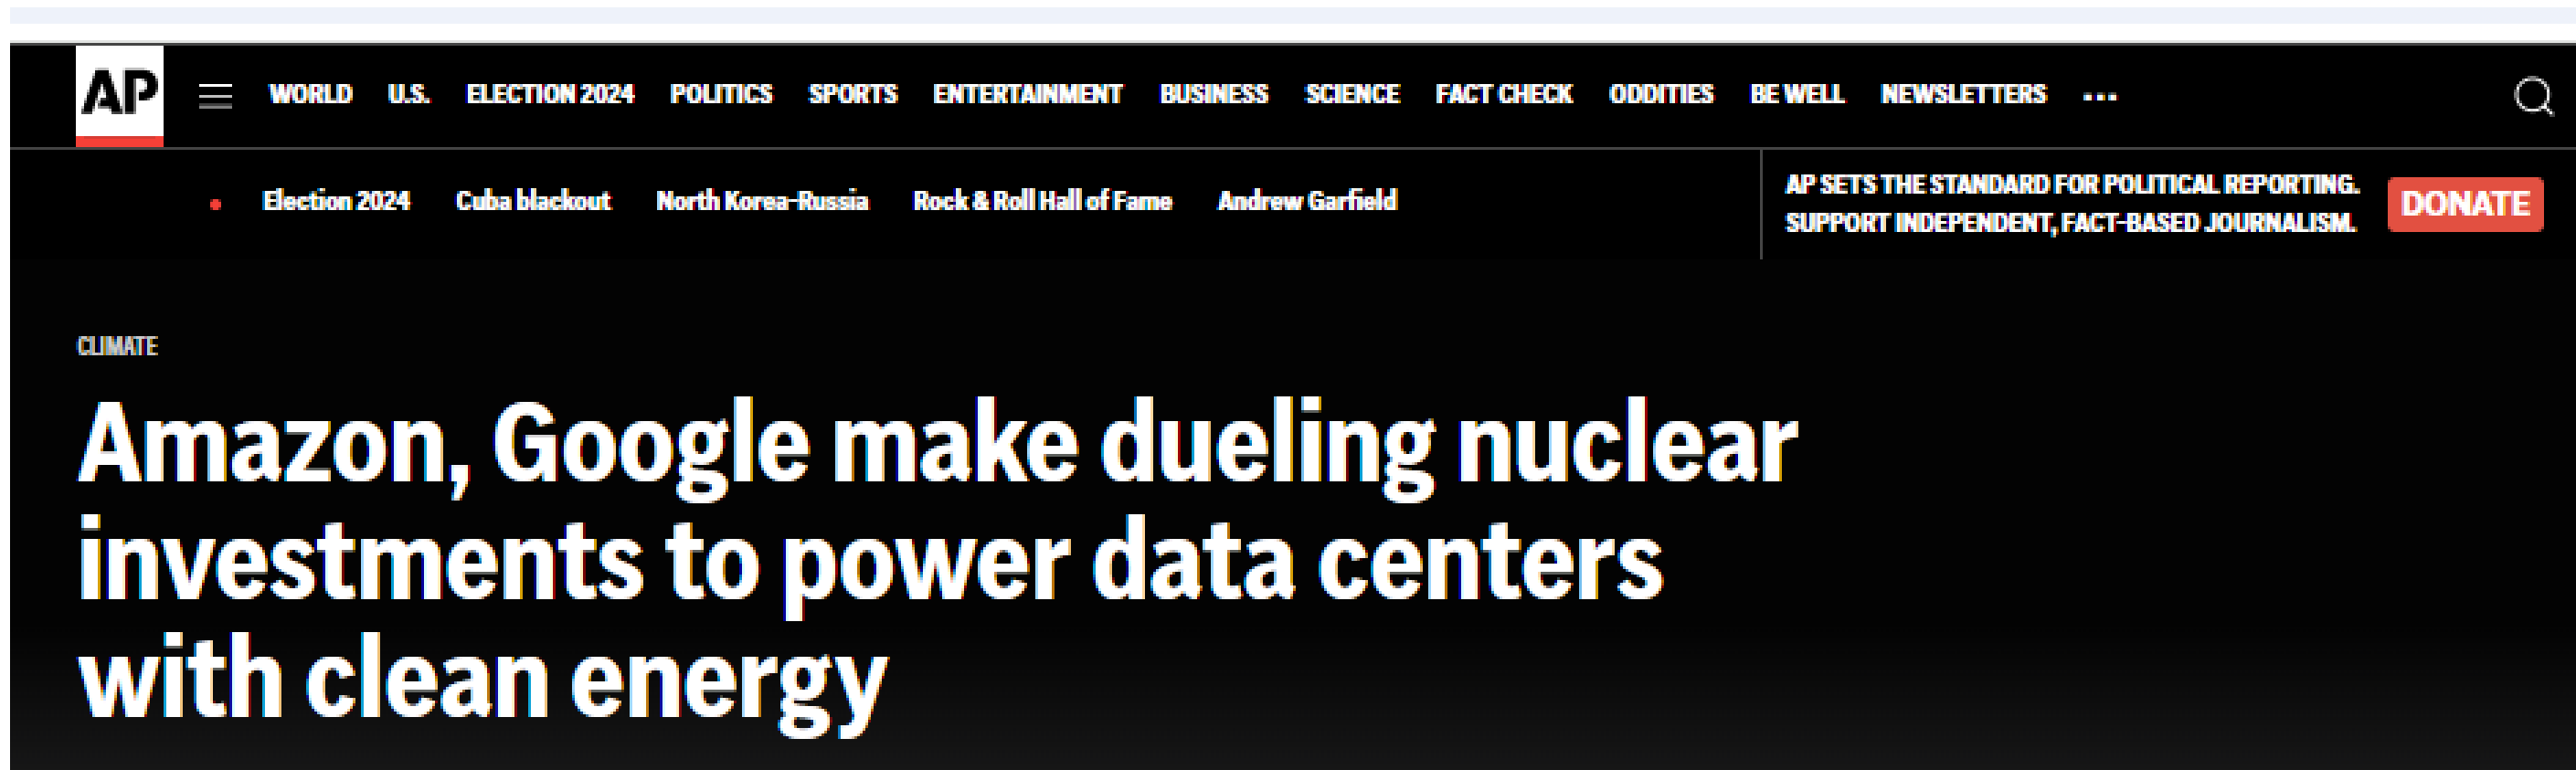 AP
WORLD U.S. ELECTION 2024 POLITICS SPORTS ENTERTAINMENT BUSINESS SCIENCE FACT CHECK ODDITIES BE WELL NEWSLETTERS ...
Election 2024 Cuba blackout North Korea-Russia Rock & Roll Hall of Fame Andrew Garfield
AP SETS THE STANDARD FOR POLITICAL REPORTING.
SUPPORT INDEPENDENT, FACT-BASED JOURNALISM.
DONATE
CLIMATE
Amazon, Google make dueling nuclear
investments to power data centers
with clean energy